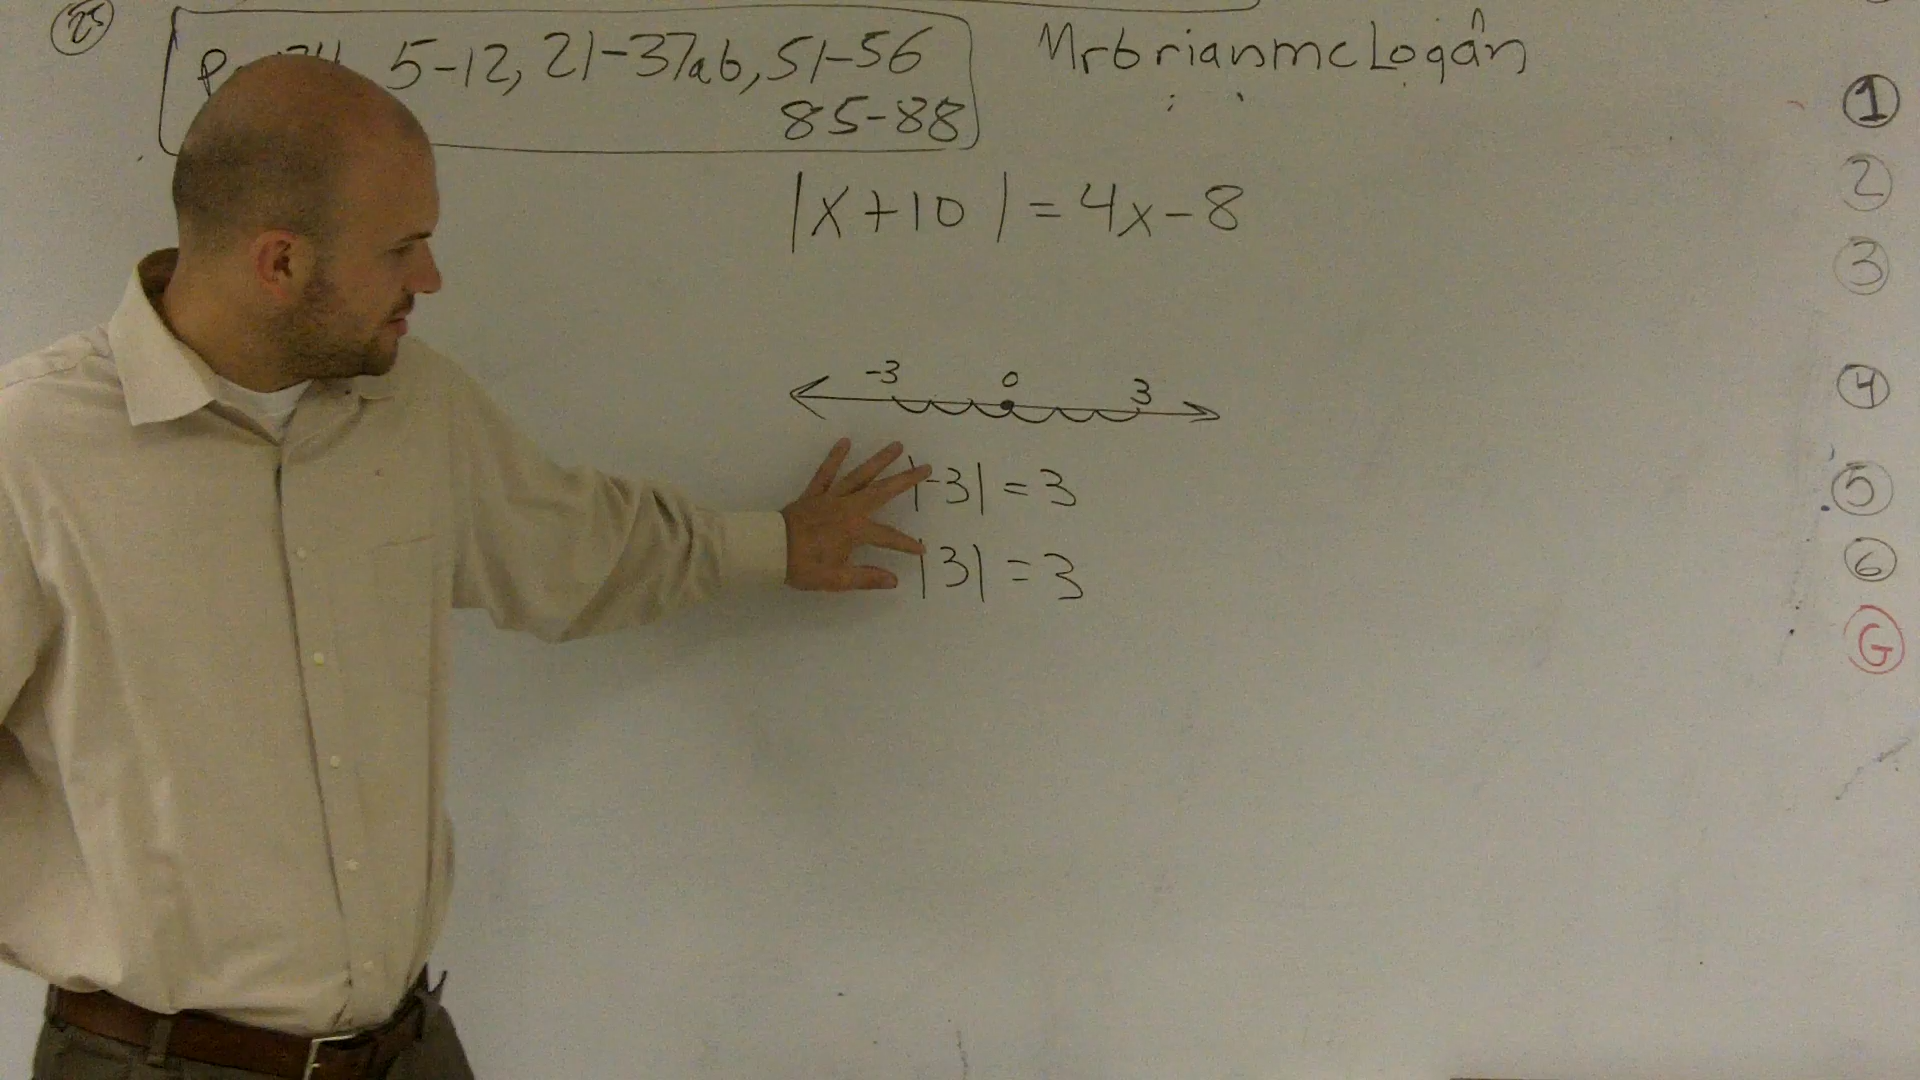 25
5-12, 21-37ab, 51-56
85-88
Mrbrianmclogan
|x+10|=4x-8
-3 0 3
|-3|=3
|3|=3
1
2
3
4
5
6
G